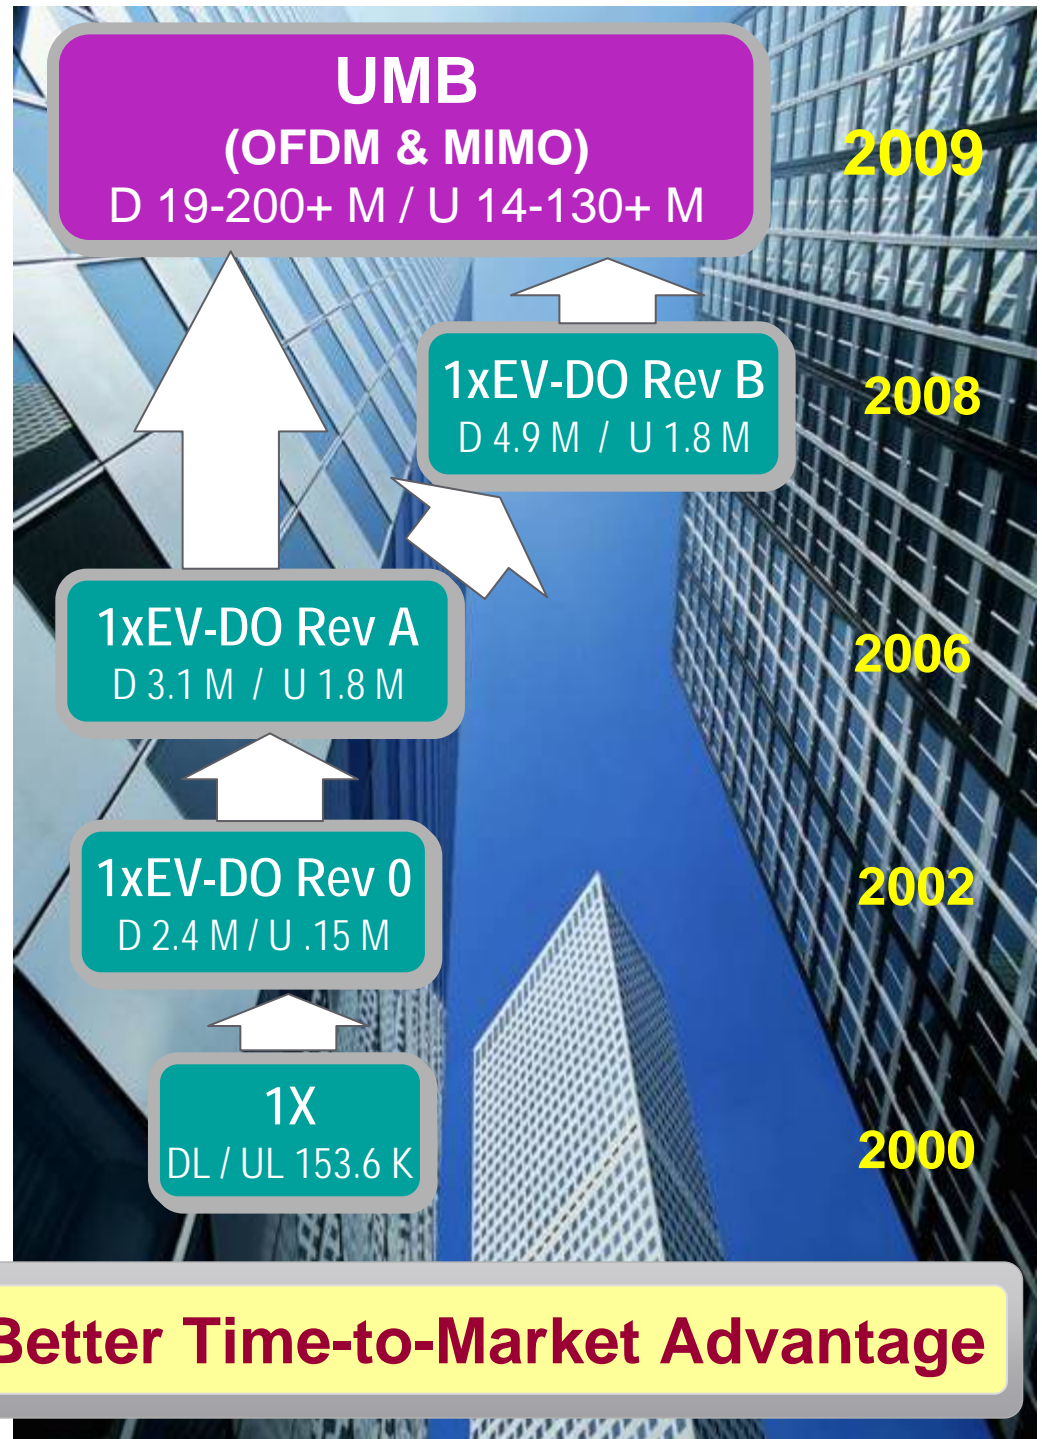 UMB
(OFDM & MIMO)
D 19-200+ M / U 14-130+ M
2009
1xEV-DO Rev B
D 4.9 M / U 1.8 M
2008
1xEV-DO Rev A
D 3.1 M / U 1.8 M
2006
1xEV-DO Rev 0
D 2.4 M / U .15 M
2002
1X
DL / UL 153.6 K
2000
Better Time-to-Market Advantage